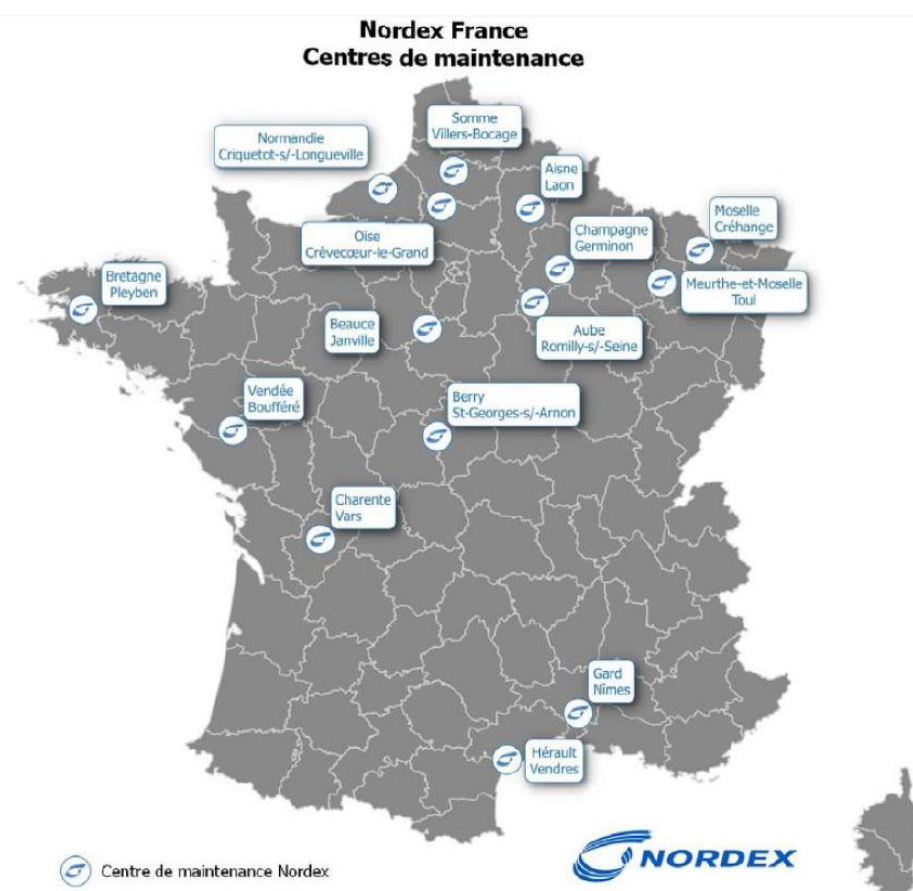 Nordex France
Centres de maintenance
Somme
Villers-Bocage
Normandie
Criquetot-s/-Longueville
Aisne
Laon
Moselle
Créhange
Champagne
Germinon
Oise
Crèvecœur-le-Grand
Bretagne
Pleyben
Meurthe-et-Moselle
Toul
Beauce
Janville
Aube
Romilly-s/-Seine
Vendée
Boufféré
Berry
St-Georges-s/-Arnon
Charente
Vars
Gard
Nîmes
Hérault
Vendres
Centre de maintenance Nordex
NORDEX